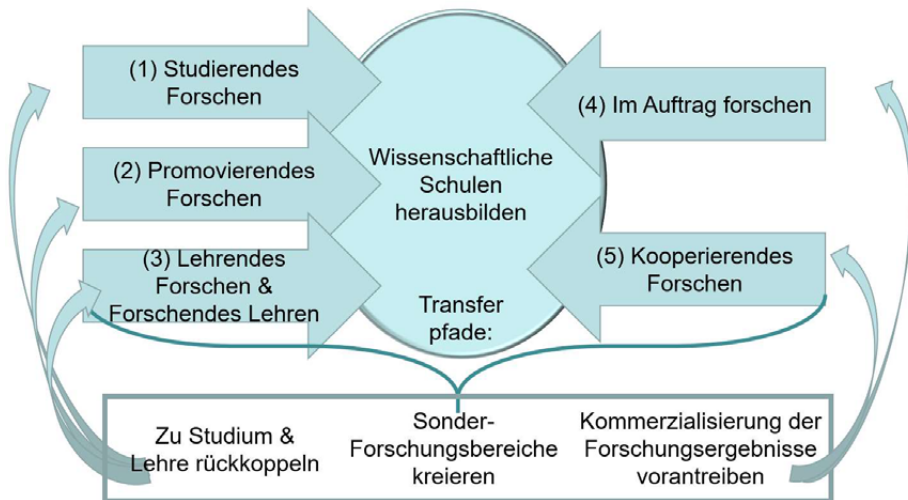 (1) Studierendes
Forschen
(2) Promovierendes
Forschen
(3) Lehrendes
Forschen &
Forschendes Lehren
Wissenschaftliche
Schulen
herausbilden
Transfer
pfade:
(4) Im Auftrag forschen
(5) Kooperierendes
Forschen
Zu Studium &
Lehre rückkoppeln
Sonder-
Forschungsbereiche
kreieren
Kommerzialisierung der
Forschungsergebnisse
vorantreiben